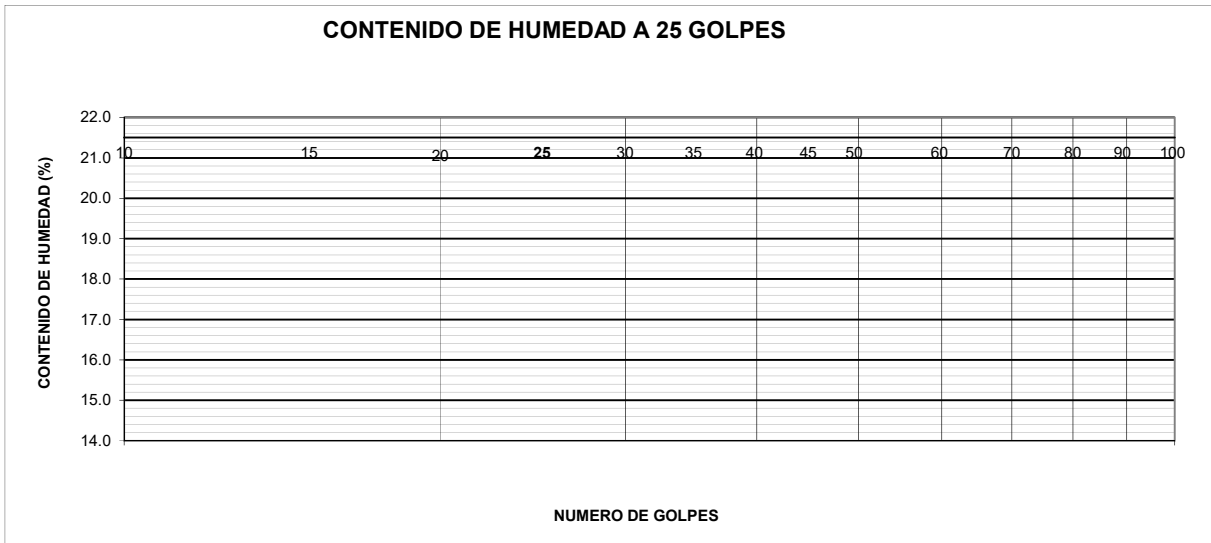 CONTENIDO DE HUMEDAD A 25 GOLPES
CONTENIDO DE HUMEDAD (%)
22.0
21.0
20.0
19.0
18.0
17.0
16.0
15.0
14.0
10 15 20 25 30 35 40 45 50 60 70 80 90 100
NUMERO DE GOLPES